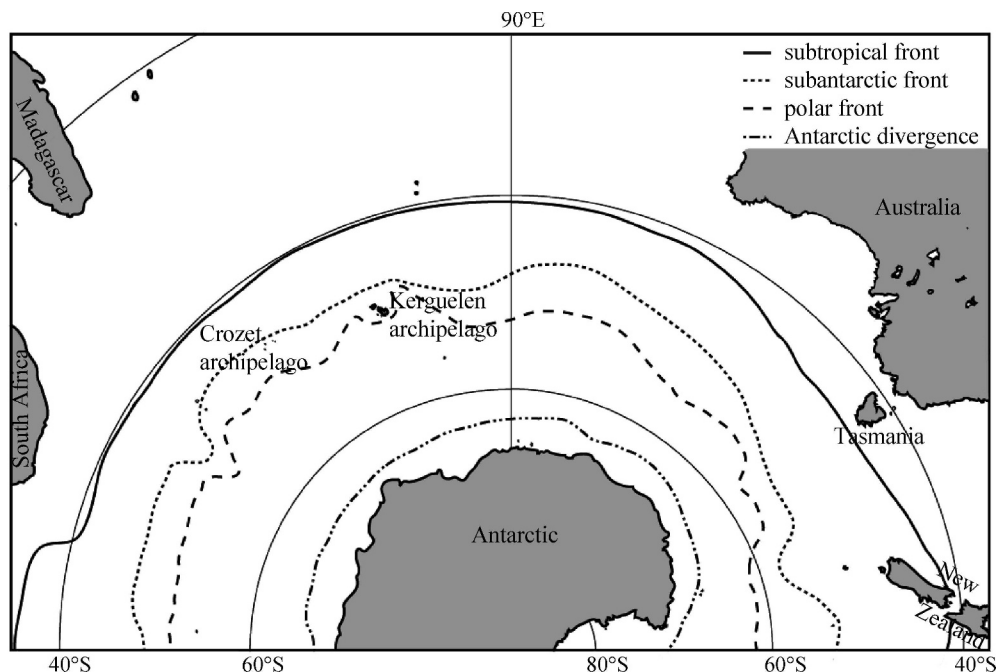 90°E
subtropical front
subantarctic front
polar front
Antarctic divergence
Madagascar
Australia
Kerguelen
archipelago
Crozet
archipelago
South Africa
Tasmania
Antarctic
New
Zealand
40°S
60°S
80°S
60°S
40°S